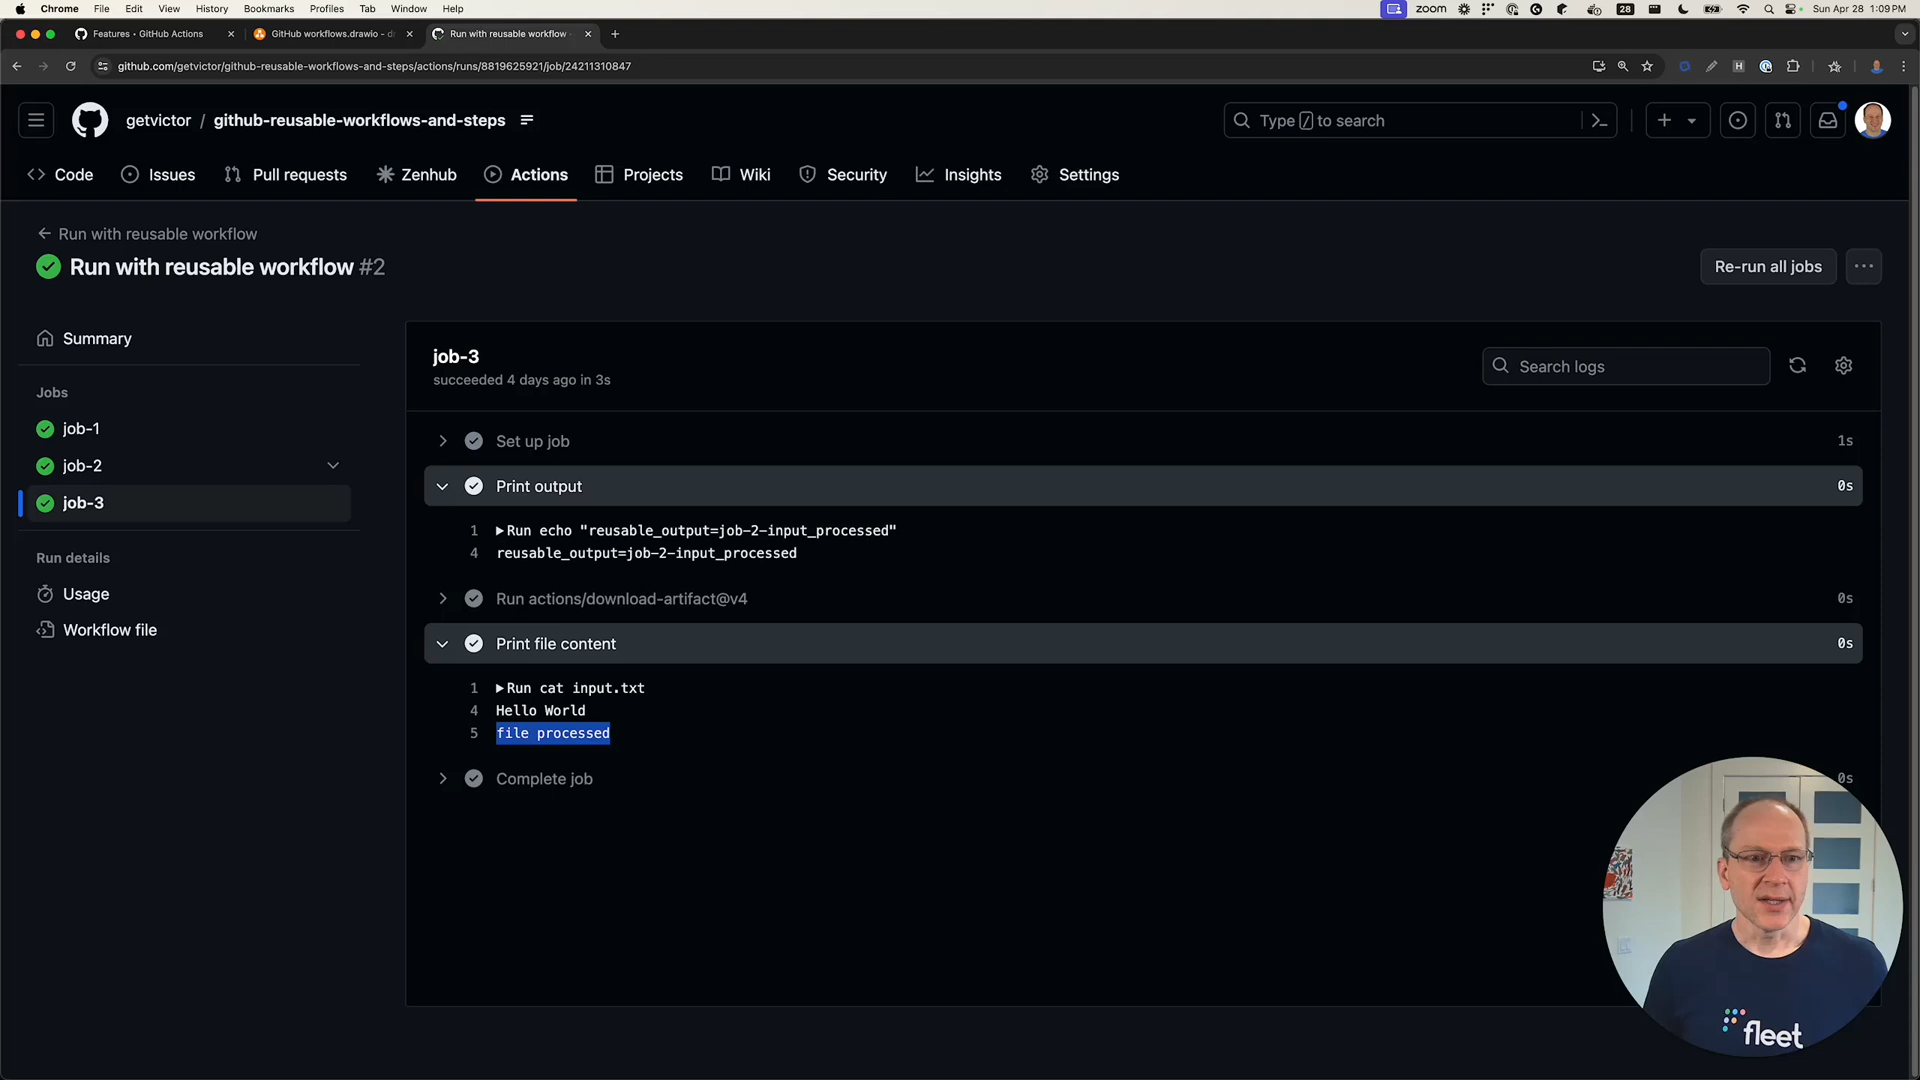 Chrome File Edit View History Bookmarks Profiles Tab Window Help zoom 28 Sun Apr 28 1:09 PM
Features • GitHub Actions GitHub workflows.drawio - d Run with reusable workflow
github.com/getvictor/github-reusable-workflows-and-steps/actions/runs/8819625921/job/24211310847
getvictor / github-reusable-workflows-and-steps Type / to search
Code Issues Pull requests Zenhub Actions Projects Wiki Security Insights Settings
Run with reusable workflow
Run with reusable workflow #2 Re-run all jobs
Summary
Jobs
job-1
job-2
job-3
Run details
Usage
Workflow file
job-3
succeeded 4 days ago in 3s
Search logs
Set up job 1s
Print output 0s
1 Run echo "reusable_output=job-2-input_processed"
4 reusable_output=job-2-input_processed
Run actions/download-artifact@v4 0s
Print file content 0s
1 Run cat input.txt
4 Hello World
5 file processed
Complete job 0s
fleet